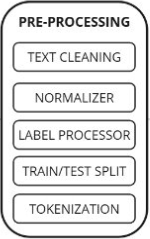 PRE-PROCESSING
TEXT CLEANING
NORMALIZER
LABEL PROCESSOR
TRAIN/TEST SPLIT
TOKENIZATION